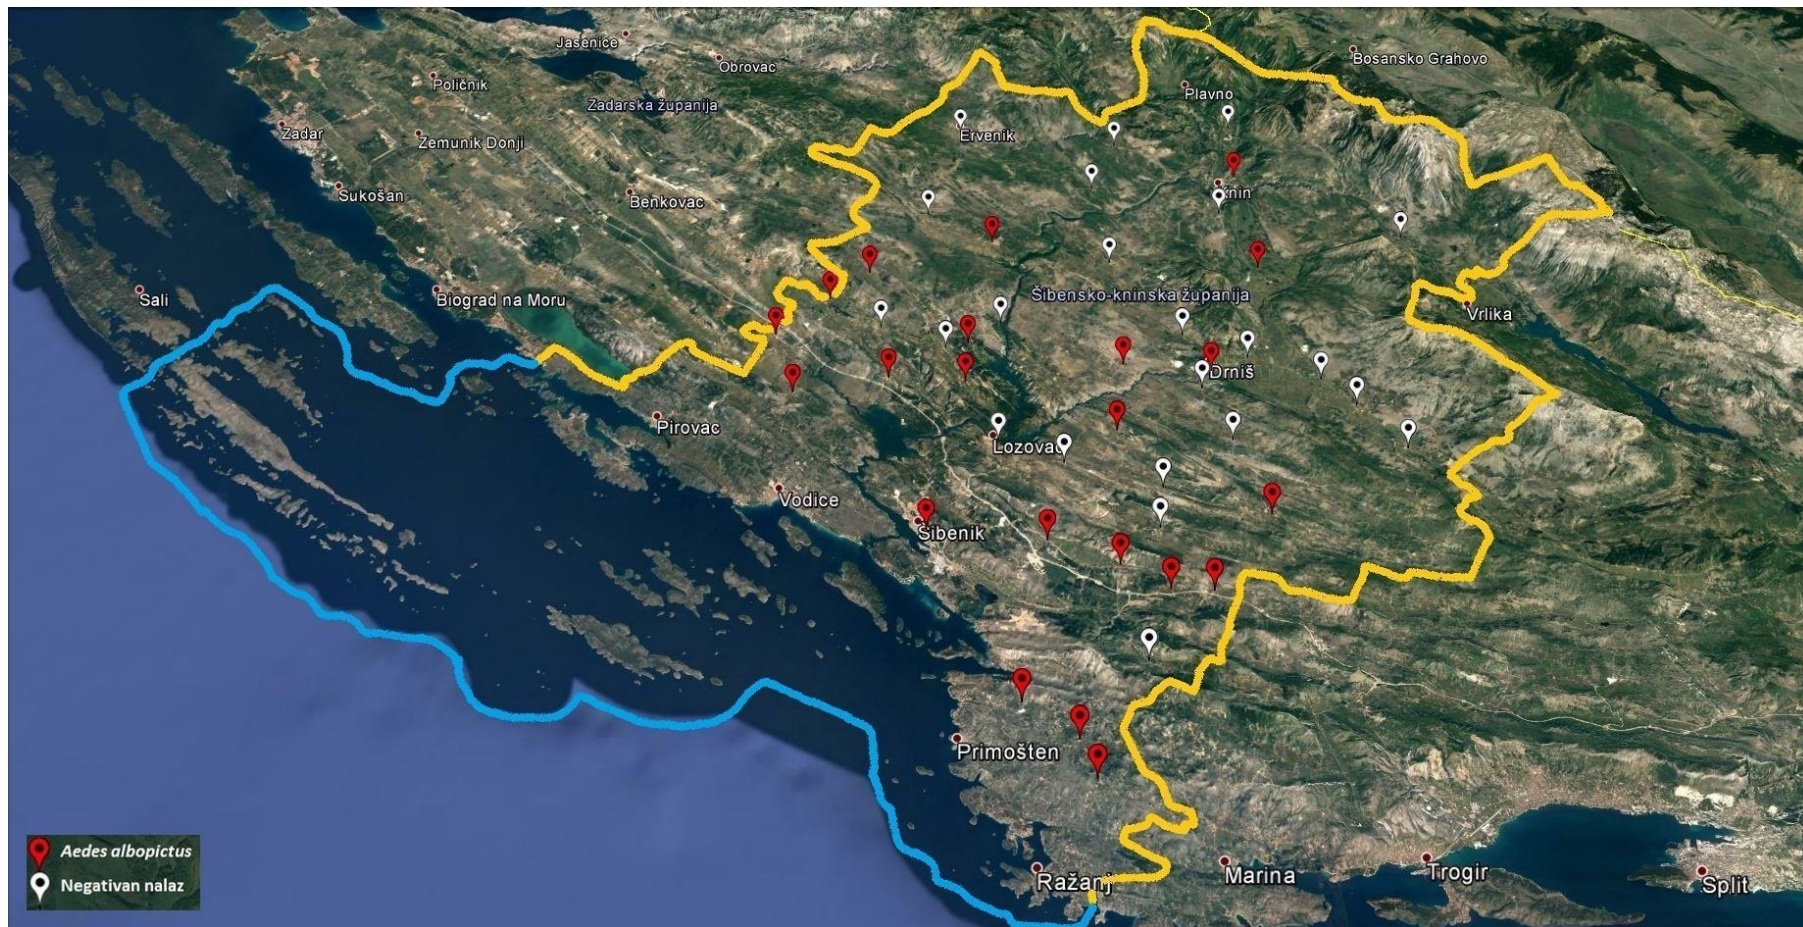 Jasenice
Obrovac
Bosansko Grahovo
Poličnik
Plavno
Zadarska županija
Zadar
Zemunik Donji
Ervenik
Sukošan
Benkovac
Knin
Sali
Biograd na Moru
Šibensko-kninska županija
Vrlika
Drniš
Pirovac
Lozovac
Vodice
Šibenik
Primošten
Aedes albopictus
Negativan nalaz
Ražanj
Marina
Trogir
Split